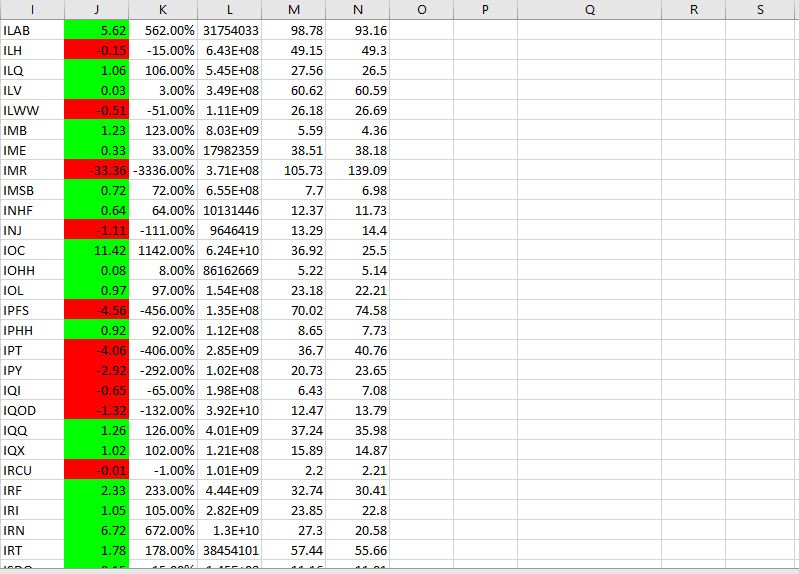 I J K L M N O P Q R S
ILAB 5.62 562.00% 31754033 98.78 93.16
ILH -0.15 -15.00% 6.43E+08 49.15 49.3
ILQ 1.06 106.00% 5.45E+08 27.56 26.5
ILV 0.03 3.00% 3.49E+08 60.62 60.59
ILWW -0.51 -51.00% 1.11E+09 26.18 26.69
IMB 1.23 123.00% 8.03E+09 5.59 4.36
IME 0.33 33.00% 17982359 38.51 38.18
IMR -33.36 -3336.00% 3.71E+08 105.73 139.09
IMSB 0.72 72.00% 6.55E+08 7.7 6.98
INHF 0.64 64.00% 10131446 12.37 11.73
INJ -1.11 -111.00% 9646419 13.29 14.4
IOC 11.42 1142.00% 6.24E+10 36.92 25.5
IOHH 0.08 8.00% 86162669 5.22 5.14
IOL 0.97 97.00% 1.54E+08 23.18 22.21
IPFS -4.56 -456.00% 1.35E+08 70.02 74.58
IPHH 0.92 92.00% 1.12E+08 8.65 7.73
IPT -4.06 -406.00% 2.85E+09 36.7 40.76
IPY -2.92 -292.00% 1.02E+08 20.73 23.65
IQI -0.65 -65.00% 1.98E+08 6.43 7.08
IQOD -1.32 -132.00% 3.92E+10 12.47 13.79
IQQ 1.26 126.00% 4.01E+09 37.24 35.98
IQX 1.02 102.00% 1.21E+08 15.89 14.87
IRCU -0.01 -1.00% 1.01E+09 2.2 2.21
IRF 2.33 233.00% 4.44E+09 32.74 30.41
IRI 1.05 105.00% 2.82E+09 23.85 22.8
IRN 6.72 672.00% 1.3E+10 27.3 20.58
IRT 1.78 178.00% 38454101 57.44 55.66